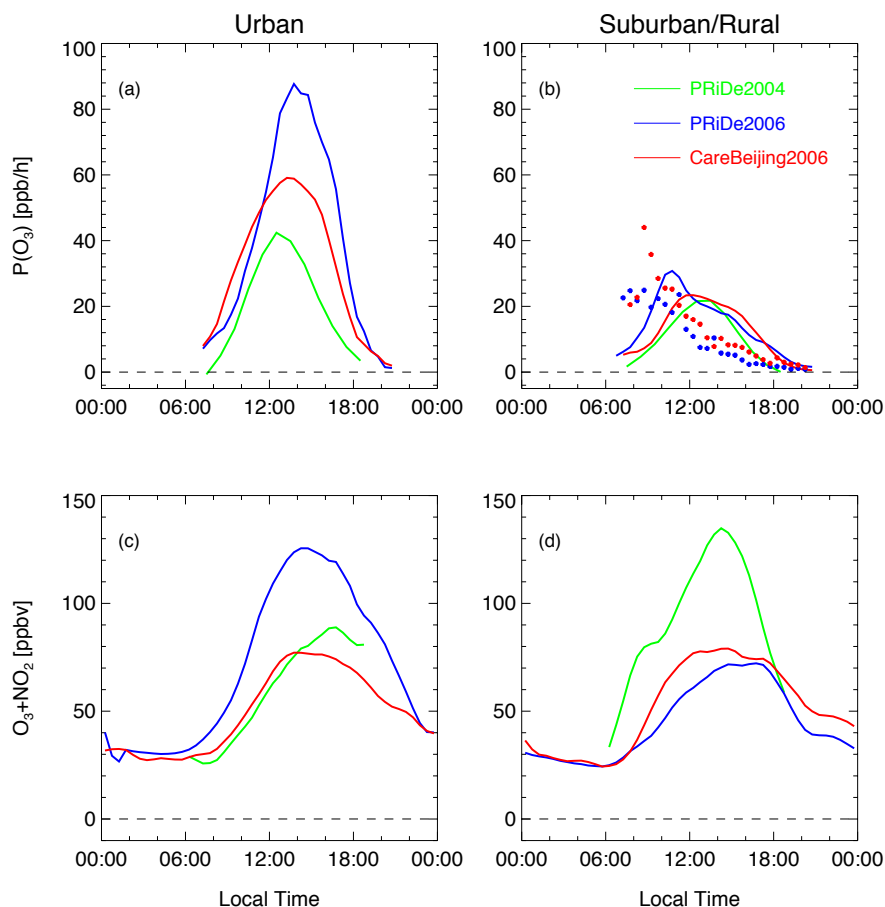 Urban
Suburban/Rural
100
80
60
40
20
0
P(O3) [ppb/h]
(a)
00:00 06:00 12:00 18:00 00:00
100
80
60
40
20
0
(b)
PRiDe2004
PRiDe2006
CareBeijing2006
00:00 06:00 12:00 18:00 00:00
150
100
50
0
O3+NO2 [ppbv]
(c)
00:00 06:00 12:00 18:00 00:00
Local Time
150
100
50
0
(d)
00:00 06:00 12:00 18:00 00:00
Local Time